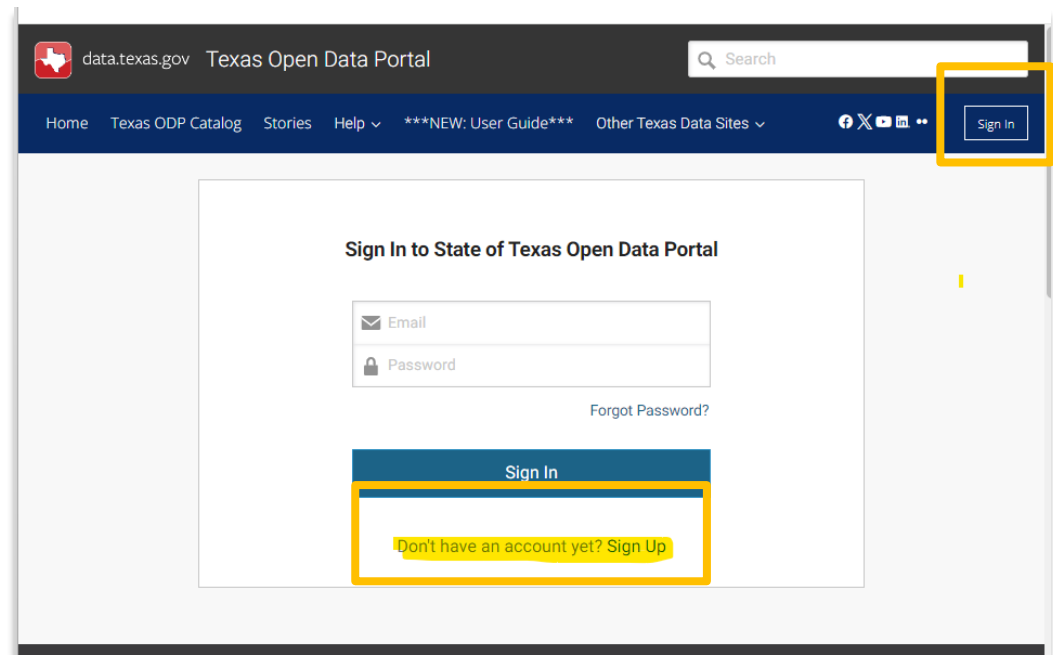 data.texas.gov Texas Open Data Portal Search
Home Texas ODP Catalog Stories Help ***NEW: User Guide*** Other Texas Data Sites Sign In
Sign In to State of Texas Open Data Portal
Email
Password
Forgot Password?
Sign In
Don't have an account yet? Sign Up